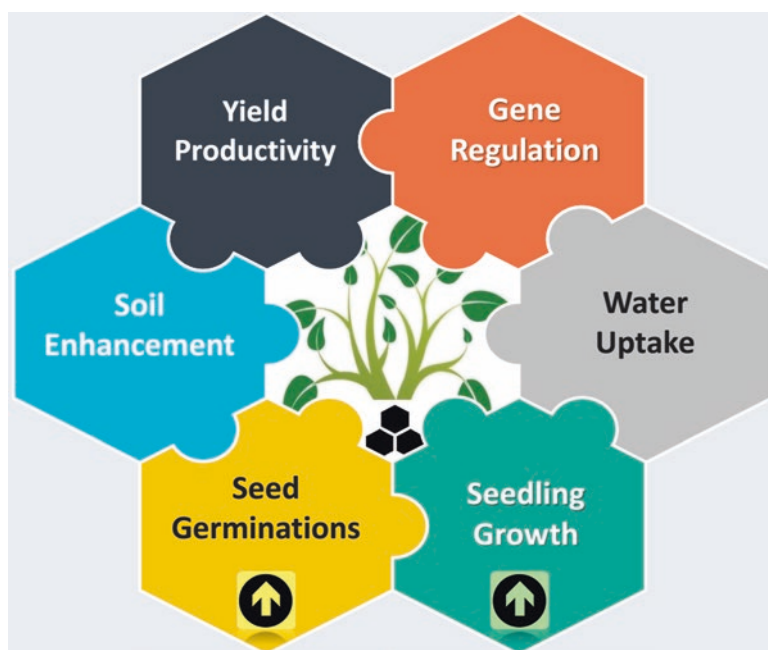 Yield
Productivity
Gene
Regulation
Soil
Enhancement
Water
Uptake
Seed
Germinations
Seedling
Growth